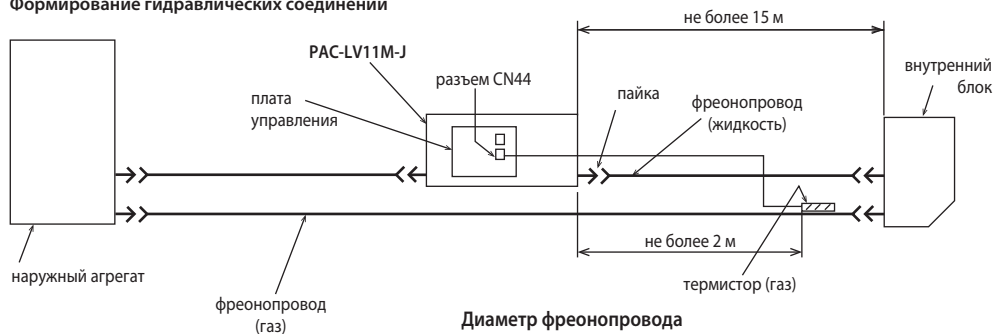 Формирование гидравлических соединений
не более 15 м
PAC-LV11M-J
разъем CN44
плата
управления
пайка
фреонопровод
(жидкость)
внутренний
блок
не более 2 м
наружный агрегат
термистор (газ)
фреонопровод
(газ)
Диаметр фреонопровода